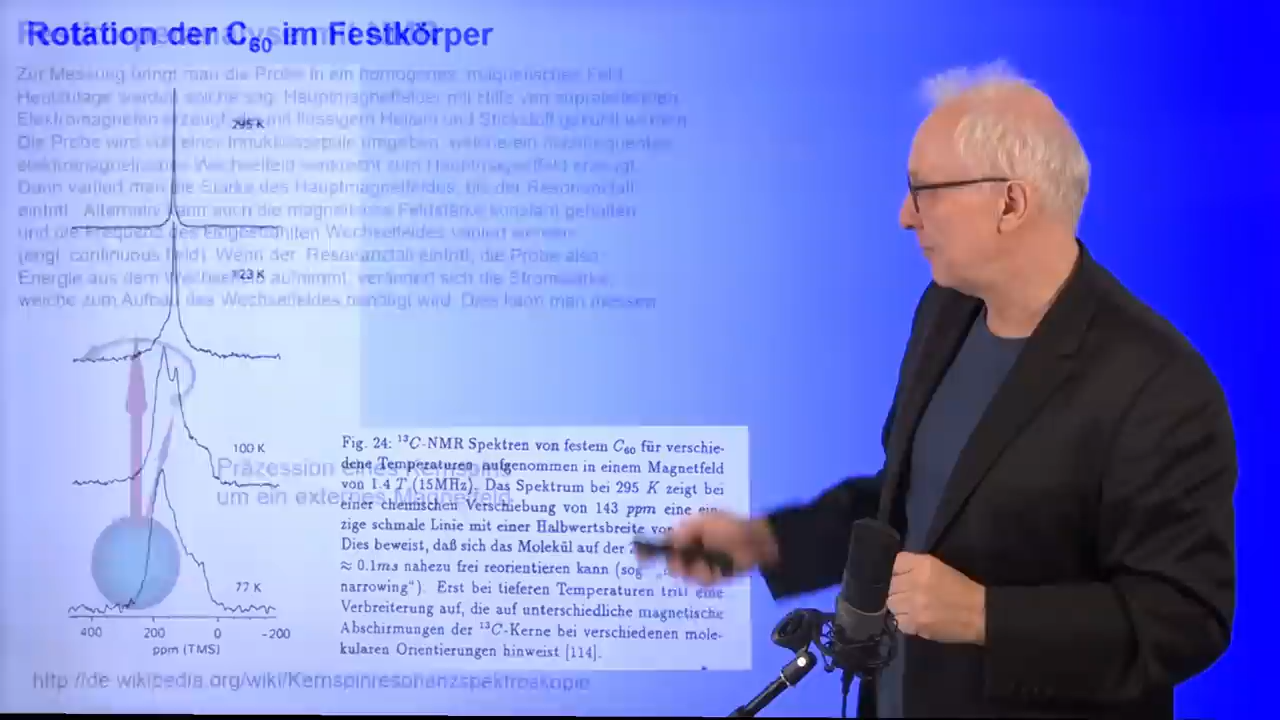 Rotation der C60 im Festkörper
Zur Messung bringt man die Probe in ein homogenes, magnetisches Feld.
Heutzutage werden solche sog. Hauptmagnetfelder mit Hilfe von supraleitenden
Elektromagneten erzeugt, die mit flüssigem Helium und Stickstoff gekühlt werden.
295 K
Die Probe wird von einer Induktionsspule umgeben, welche ein
elektromagnetisches Wechselfeld senkrecht zum Hauptmagnetfeld erzeugt.
Dann variiert man die Stärke des Hauptmagnetfeldes, bis der Resonanzfall
eintritt. Alternativ kann auch die magnetische Feldstärke konstant gehalten
und die Frequenz des eingestrahlten Wechselfeldes variiert werden
(engl. continuous field). Wenn der Resonanzfall eintritt, die Probe also
Energie aus dem Wechselfeld aufnimmt, verändert sich die Stromstärke,
123 K
welche zum Aufbau des Wechselfeldes benötigt wird. Dies kann man messen
100 K
77 K
400 200 0 -200
ppm (TMS)
Präzession eines Kernspins
um ein externes Magnetfeld
Fig. 24: 13C-NMR Spektren von festem C60 für verschie-
dene Temperaturen aufgenommen in einem Magnetfeld
von 1.4 T (15MHz). Das Spektrum bei 295 K zeigt bei
einer chemischen Verschiebung von 143 ppm eine ein-
zige schmale Linie mit einer Halbwertsbreite
Dies beweist, daß sich das Molekül auf der
≈ 0.1ms nahezu frei reorientieren kann (sog.
narrowing"). Erst bei tieferen Temperaturen tritt eine
Verbreiterung auf, die auf unterschiedliche magnetische
Abschirmungen der 13C-Kerne bei verschiedenen mole-
kularen Orientierungen hinweist [114].
http://de.wikipedia.org/wiki/Kernspinresonanzspektroskopie